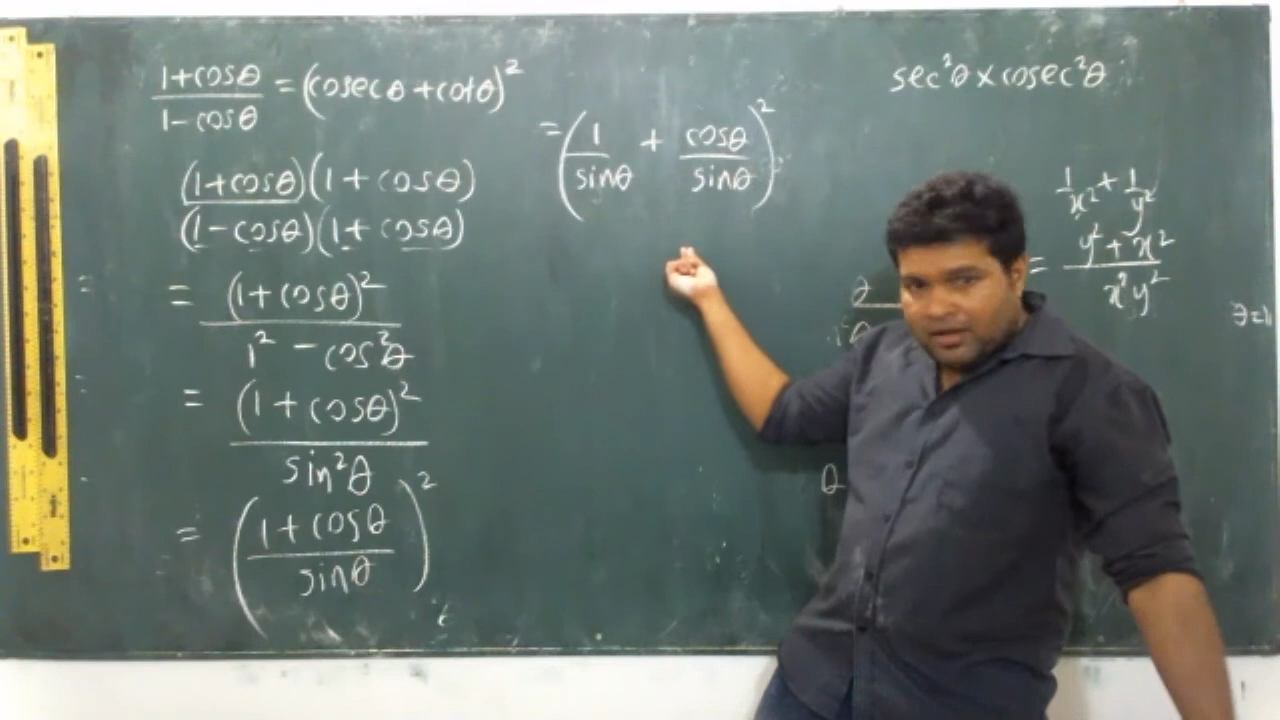 1+cosθ
= (cosecθ + cotθ)²
1-cosθ
(1+cosθ)(1+cosθ)
(1-cosθ)(1+cosθ)
= (1+cosθ)²
1² - cos²θ
= (1+cosθ)²
sin²θ
= (1+cosθ)²
sinθ
= (1 + cosθ)²
sinθ sinθ
sec²θ × cosec²θ
1 + 1
x² y²
= y² + x²
x² y²
θ
θ